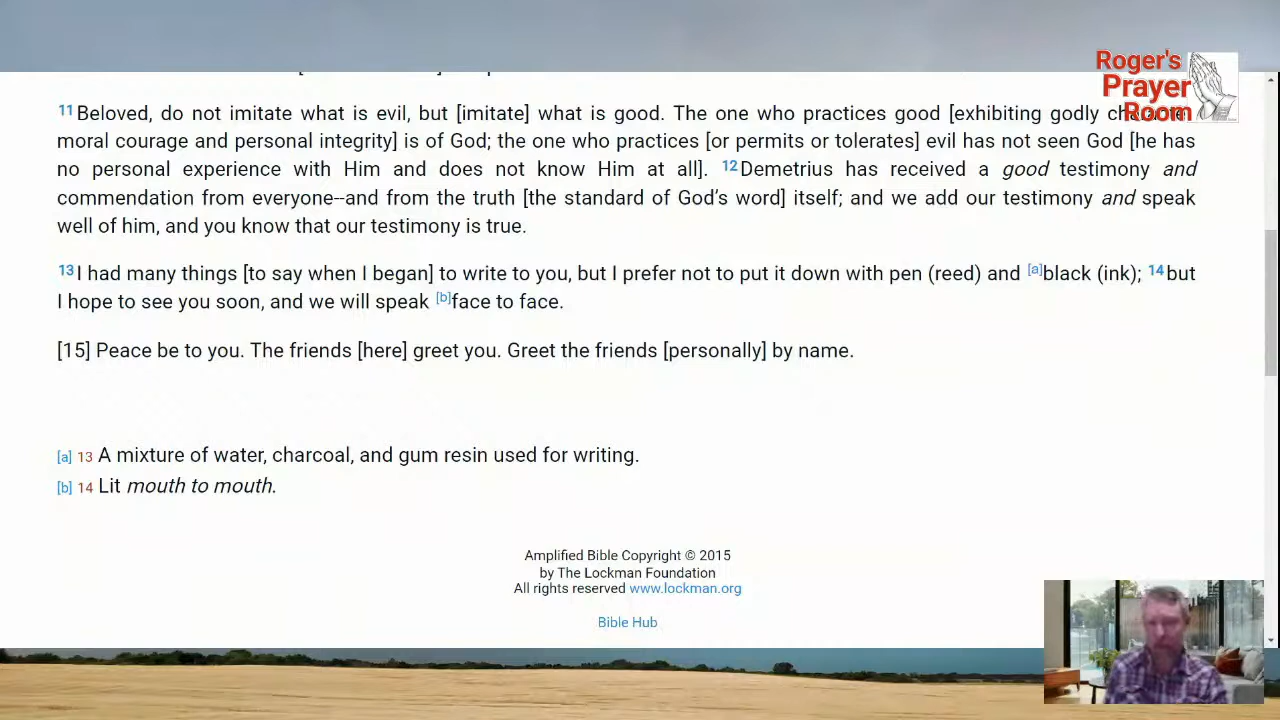 Roger's
Prayer
Room
11 Beloved, do not imitate what is evil, but [imitate] what is good. The one who practices good [exhibiting godly
moral courage and personal integrity] is of God; the one who practices [or permits or tolerates] evil has not seen God [he has
no personal experience with Him and does not know Him at all]. 12 Demetrius has received a good testimony and
commendation from everyone--and from the truth [the standard of God’s word] itself; and we add our testimony and speak
well of him, and you know that our testimony is true.
13 I had many things [to say when I began] to write to you, but I prefer not to put it down with pen (reed) and [a]black (ink); 14 but
I hope to see you soon, and we will speak [b]face to face.
[15] Peace be to you. The friends [here] greet you. Greet the friends [personally] by name.
[a] 13 A mixture of water, charcoal, and gum resin used for writing.
[b] 14 Lit mouth to mouth.
Amplified Bible Copyright © 2015
by The Lockman Foundation
All rights reserved www.lockman.org
Bible Hub